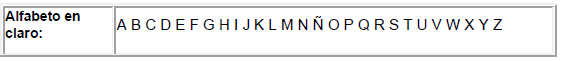 Alfabeto en
claro:
A B C D E F G H I J K L M N Ñ O P Q R S T U V W X Y Z